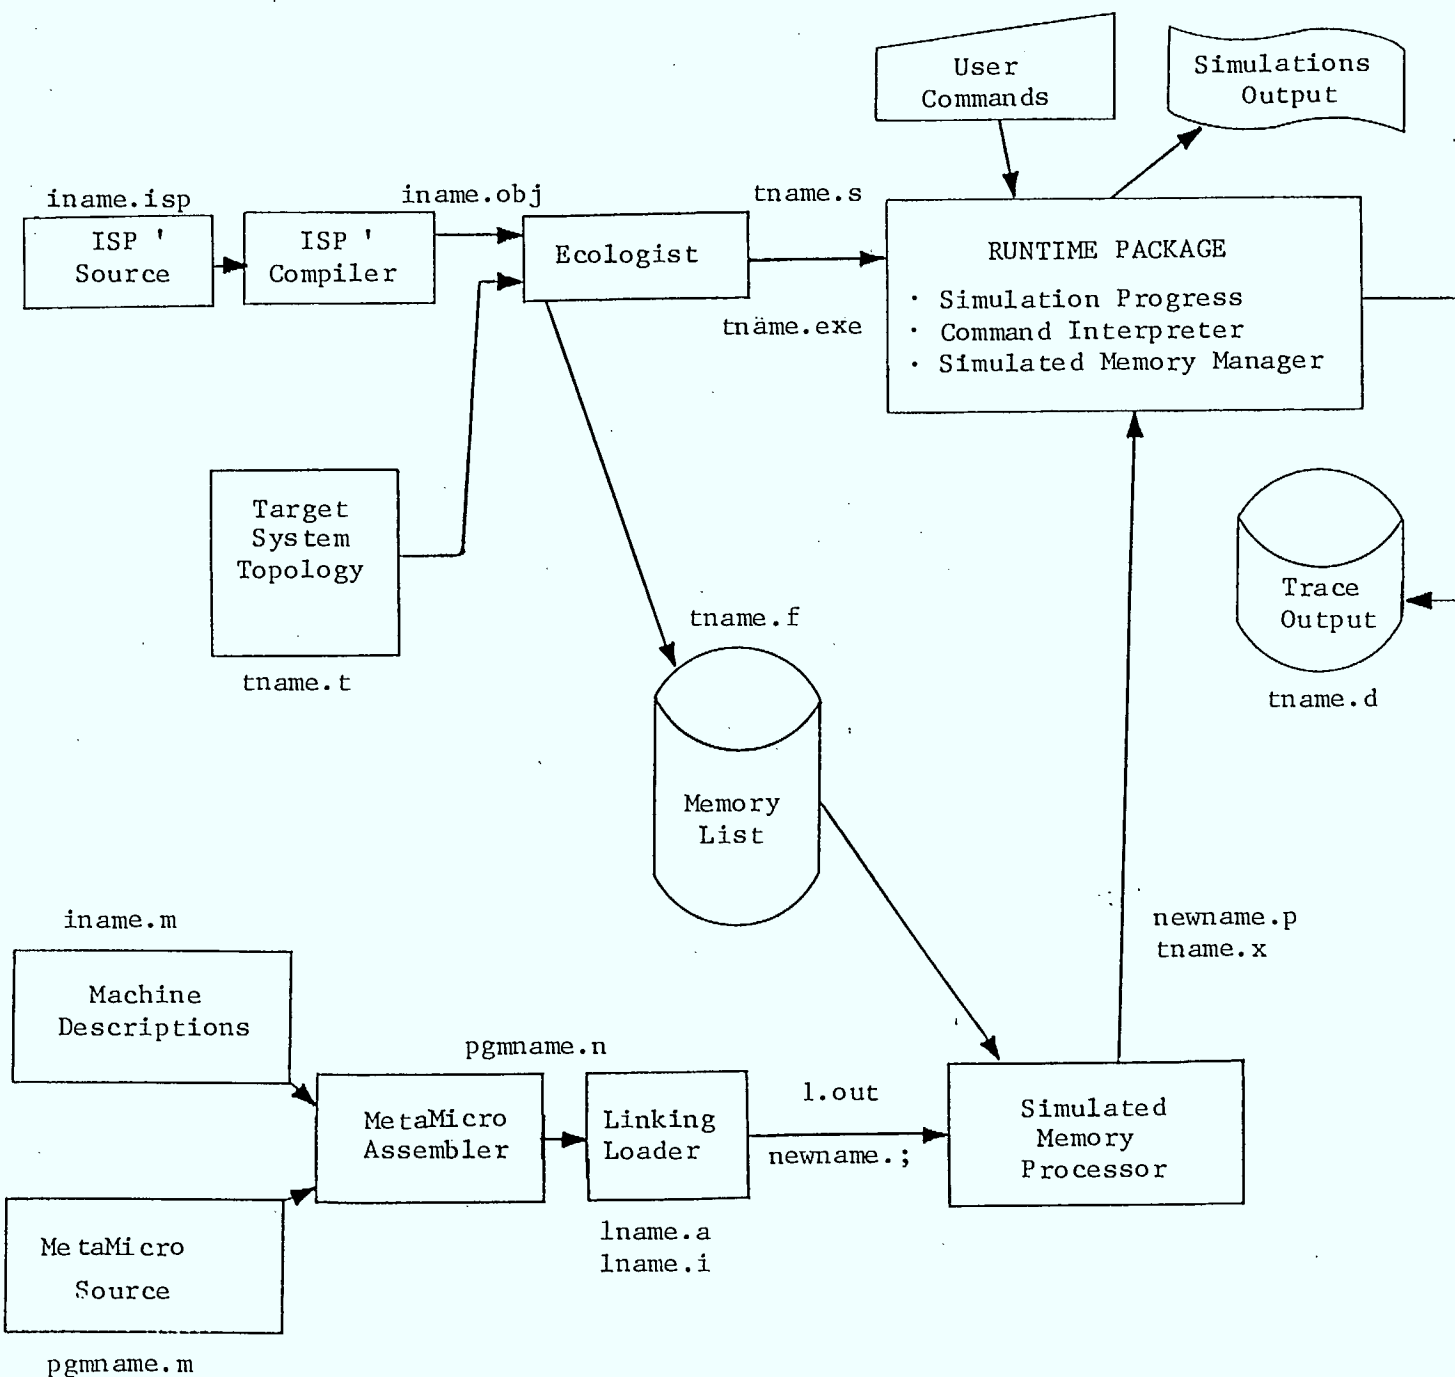 User
Commands
Simulations
Output
iname.isp
ISP '
Source
ISP '
Compiler
iname.obj
Ecologist
tname.s
tname.exe
RUNTIME PACKAGE
· Simulation Progress
· Command Interpreter
· Simulated Memory Manager
Target
System
Topology
tname.t
tname.f
Memory
List
Trace
Output
tname.d
newname.p
tname.x
iname.m
Machine
Descriptions
MetaMicro
Source
pgmname.m
MetaMicro
Assembler
pgmname.n
Linking
Loader
lname.a
lname.i
l.out
newname.;
Simulated
Memory
Processor